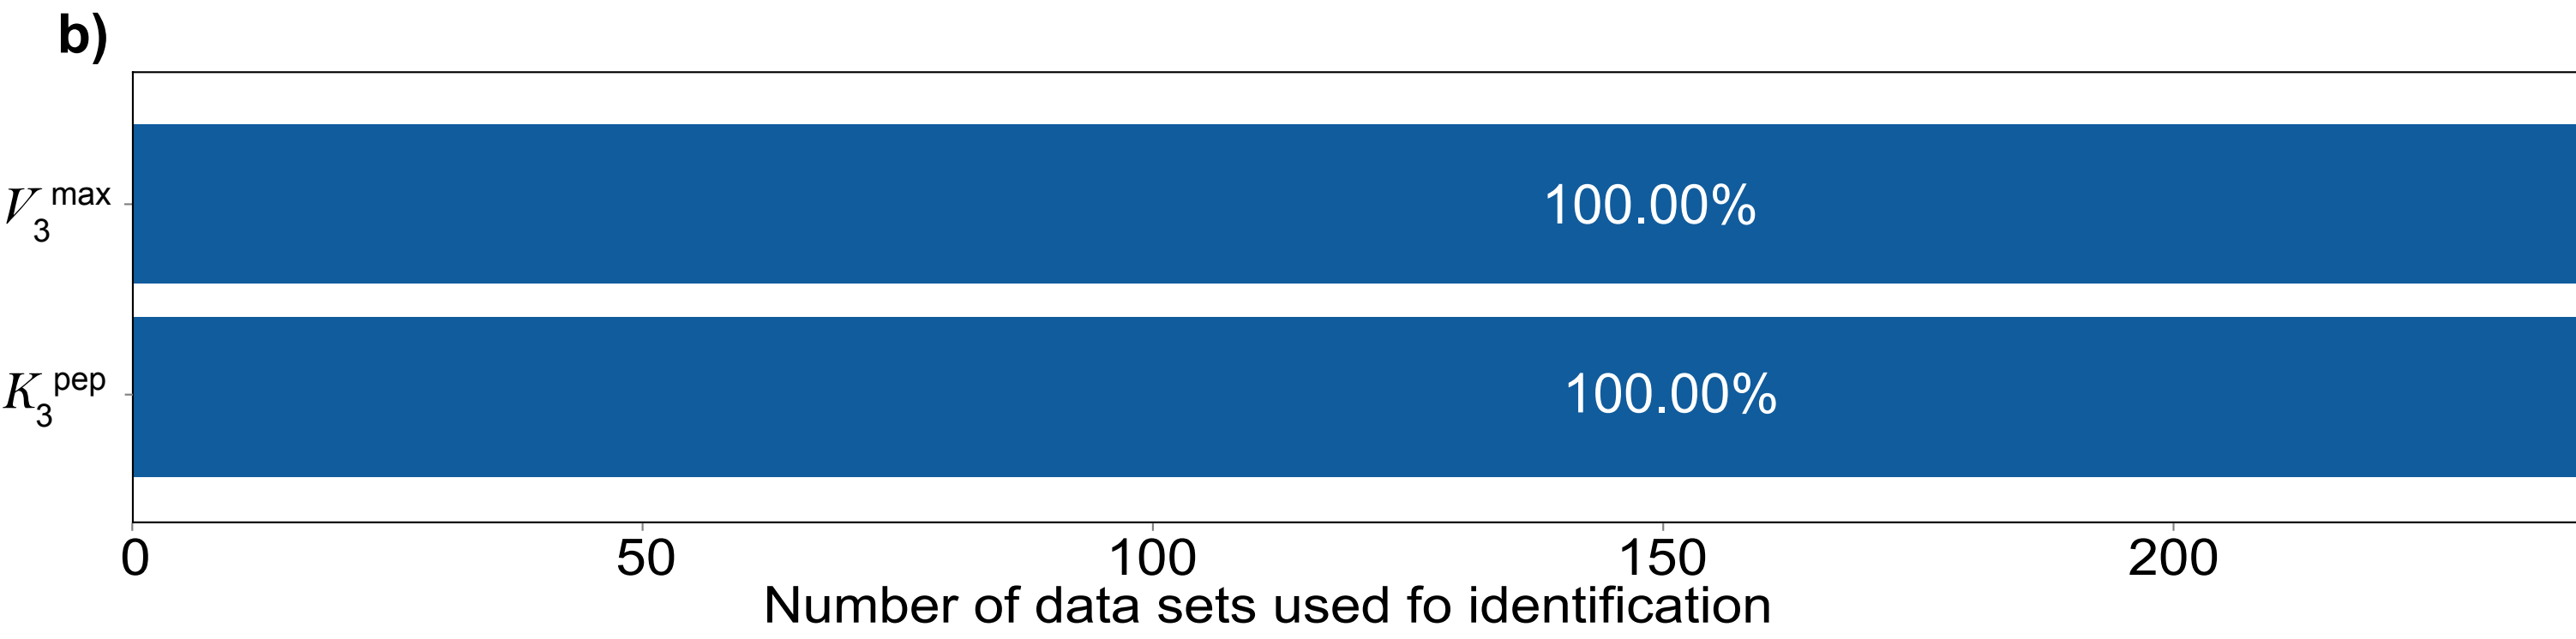 b)
V₃ᵐᵃˣ
100.00%
K₃ᵖᵉᵖ
100.00%
0 50 100 150 200
Number of data sets used fo identification